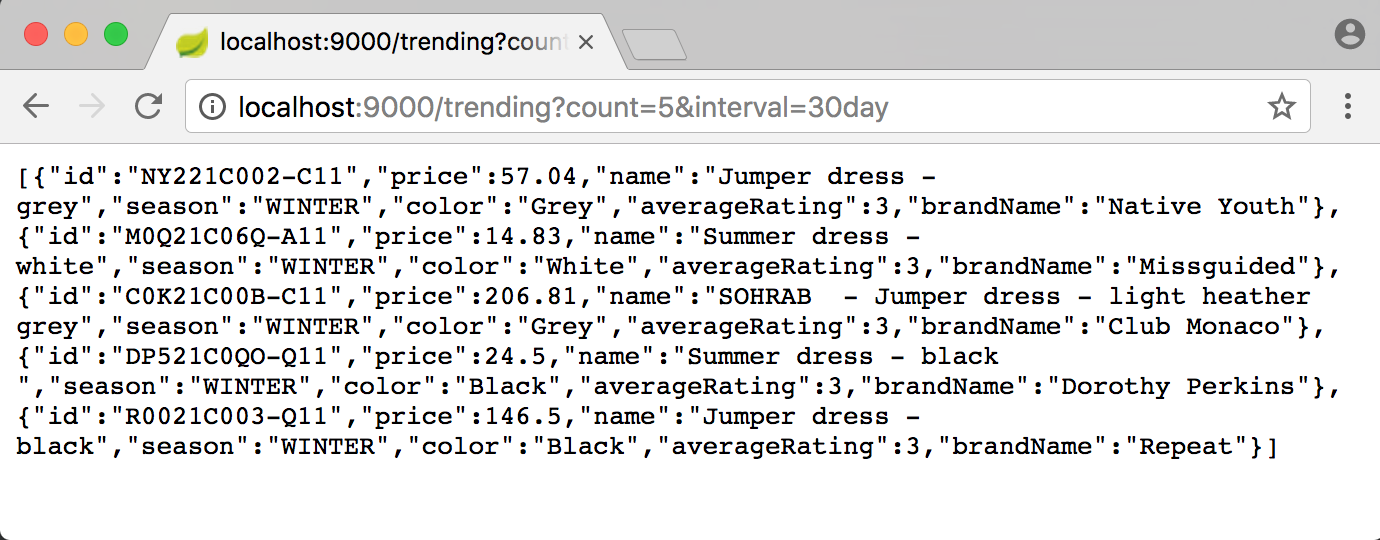 localhost:9000/trending?count
localhost:9000/trending?count=5&interval=30day
[{"id":"NY221C002-C11","price":57.04,"name":"Jumper dress -
grey","season":"WINTER","color":"Grey","averageRating":3,"brandName":"Native Youth"},
{"id":"M0Q21C06Q-A11","price":14.83,"name":"Summer dress -
white","season":"WINTER","color":"White","averageRating":3,"brandName":"Missguided"},
{"id":"C0K21C00B-C11","price":206.81,"name":"SOHRAB  - Jumper dress - light heather
grey","season":"WINTER","color":"Grey","averageRating":3,"brandName":"Club Monaco"},
{"id":"DP521C0QO-Q11","price":24.5,"name":"Summer dress - black
","season":"WINTER","color":"Black","averageRating":3,"brandName":"Dorothy Perkins"},
{"id":"R0021C003-Q11","price":146.5,"name":"Jumper dress -
black","season":"WINTER","color":"Black","averageRating":3,"brandName":"Repeat"}]